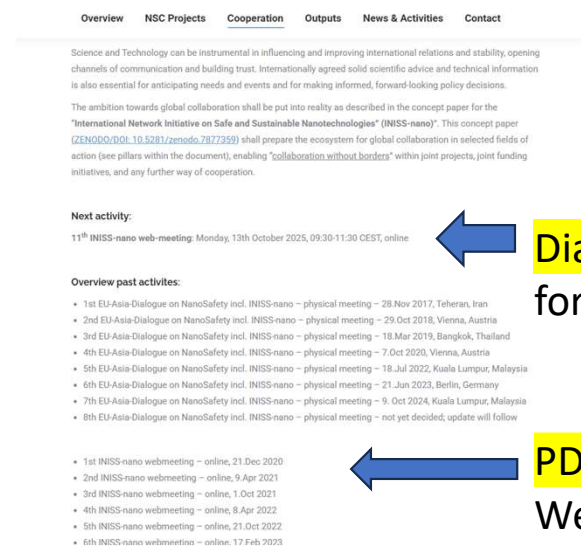 Overview NSC Projects Cooperation Outputs News & Activities Contact
Science and Technology can be instrumental in influencing and improving international relations and stability, opening
channels of communication and building trust. Internationally agreed solid scientific advice and technical information
is also essential for anticipating needs and events and for making informed, forward-looking policy decisions.
The ambition towards global collaboration shall be put into reality as described in the concept paper for the
"International Network Initiative on Safe and Sustainable Nanotechnologies" (INISS-nano)". This concept paper
(ZENODO/DOI: 10.5281/zenodo.7877359) shall prepare the ecosystem for global collaboration in selected fields of
action (see pillars within the document), enabling "collaboration without borders" within joint projects, joint funding
initiatives, and any further way of cooperation.
Next activity:
11th INISS-nano web-meeting: Monday, 13th October 2025, 09:30-11:30 CEST, online
Dia
for
Overview past activites:
• 1st EU-Asia-Dialogue on NanoSafety incl. INISS-nano – physical meeting – 28.Nov 2017, Teheran, Iran
• 2nd EU-Asia-Dialogue on NanoSafety incl. INISS-nano – physical meeting – 29.Oct 2018, Vienna, Austria
• 3rd EU-Asia-Dialogue on NanoSafety incl. INISS-nano – physical meeting – 18.Mar 2019, Bangkok, Thailand
• 4th EU-Asia-Dialogue on NanoSafety incl. INISS-nano – physical meeting – 7.Oct 2020, Vienna, Austria
• 5th EU-Asia-Dialogue on NanoSafety incl. INISS-nano – physical meeting – 18.Jul 2022, Kuala Lumpur, Malaysia
• 6th EU-Asia-Dialogue on NanoSafety incl. INISS-nano – physical meeting – 21.Jun 2023, Berlin, Germany
• 7th EU-Asia-Dialogue on NanoSafety incl. INISS-nano – physical meeting – 9. Oct 2024, Kuala Lumpur, Malaysia
• 8th EU-Asia-Dialogue on NanoSafety incl. INISS-nano – physical meeting – not yet decided; update will follow
PD
We
• 1st INISS-nano webmeeting – online, 21.Dec 2020
• 2nd INISS-nano webmeeting – online, 9.Apr 2021
• 3rd INISS-nano webmeeting – online, 1.Oct 2021
• 4th INISS-nano webmeeting – online, 8.Apr 2022
• 5th INISS-nano webmeeting – online, 21.Oct 2022
• 6th INISS-nano webmeeting – online, 17.Feb 2023